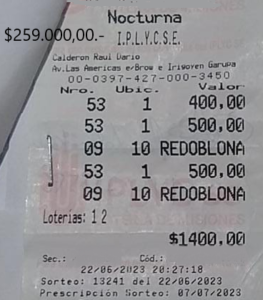 Nocturna
$259.000,00.- I.P.L.Y.C.S.E.
Calderon Raul Dario
Av.Las Americas e/Brow e Irigoyen Garupa
00-0397-427-000-3450
Nro. Ubic. Valor
53 1 400,00
53 1 500,00
09 10 REDOBLONA
53 1 500,00
09 10 REDOBLONA
Loterias: 1 2
$1400,00
Sec.: Cód.:
22/06/2023 20:27:18
Sorteo: 13241 del 22/06/2023
Prescripción Sorteo: 07/07/2023